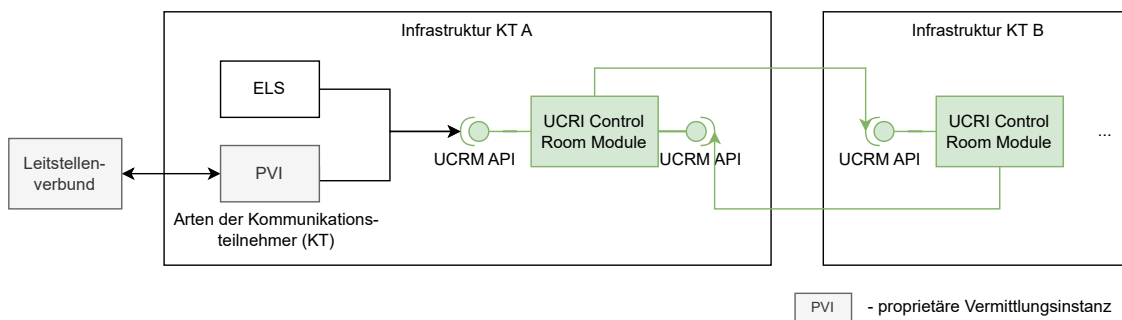 Infrastruktur KT A
Infrastruktur KT B
ELS
UCRI Control
Room Module
UCRM API
UCRM API
UCRI Control
Room Module
UCRM API
...
Leitstellen-
verbund
PVI
Arten der Kommunikations-
teilnehmer (KT)
PVI
- proprietäre Vermittlungsinstanz